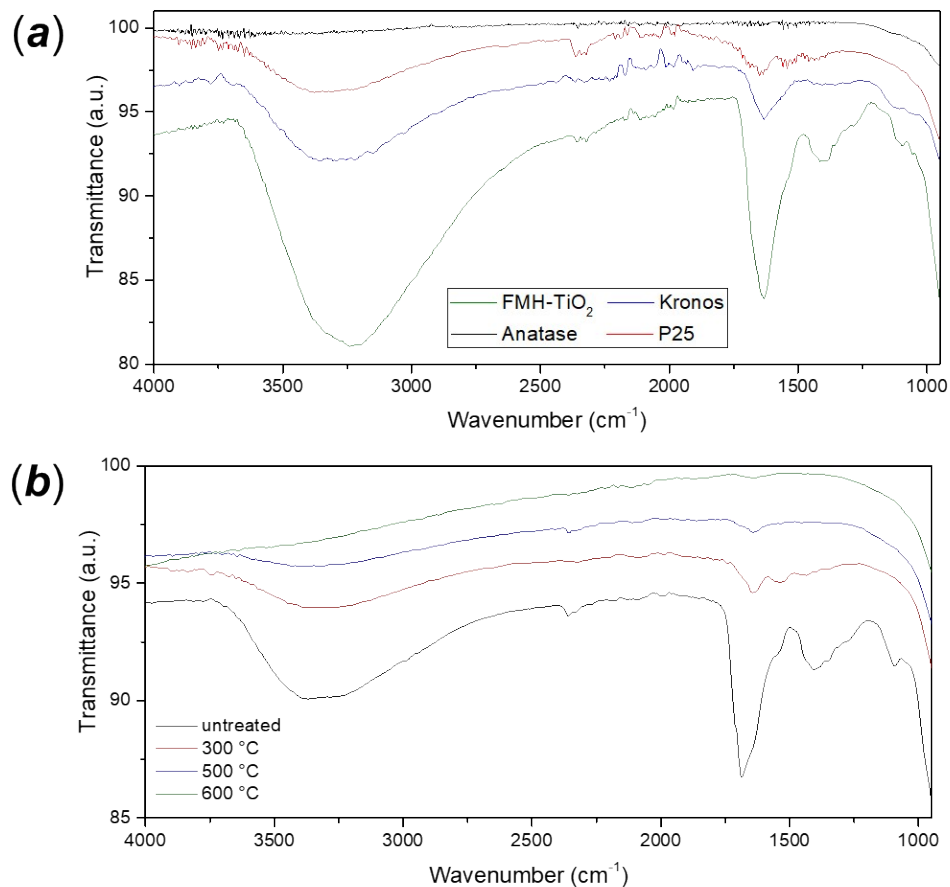 (a)
Transmittance (a.u.)
100
95
90
85
80
FMH-TiO₂
Kronos
Anatase
P25
4000 3500 3000 2500 2000 1500 1000
Wavenumber (cm⁻¹)
(b)
Transmittance (a.u.)
100
95
90
85
untreated
300 °C
500 °C
600 °C
4000 3500 3000 2500 2000 1500 1000
Wavenumber (cm⁻¹)